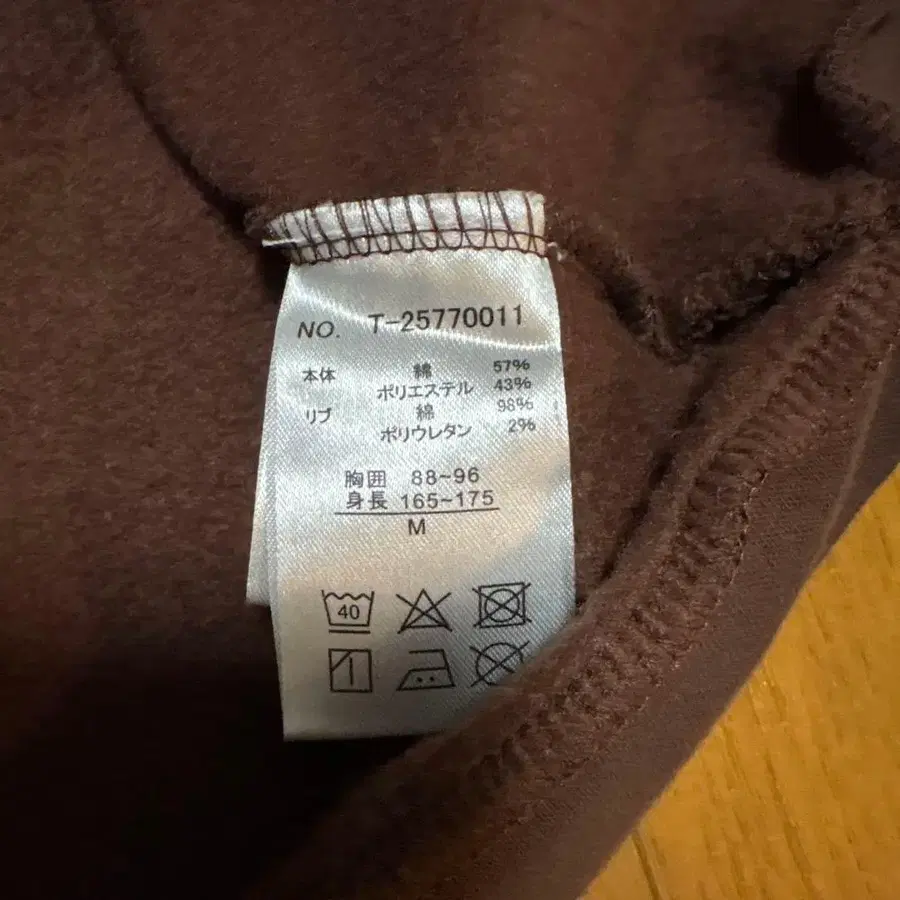 NO. T-25770011
本体 綿 57%
ポリエステル 43%
リブ 綿 98%
ポリウレタン 2%
胸囲 88~96
身長 165~175
M
40